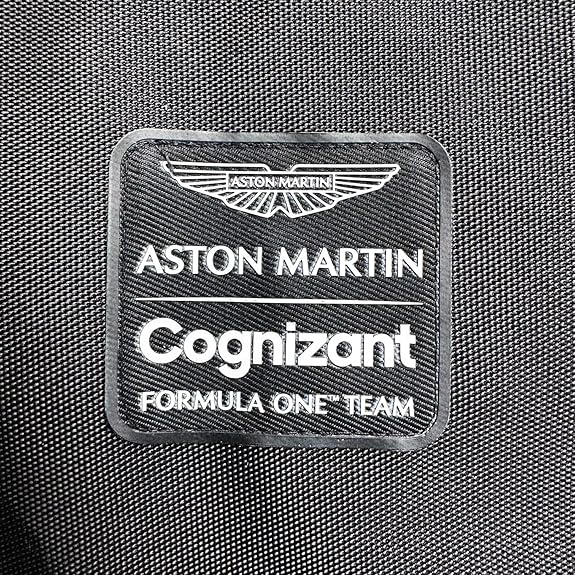 ASTON MARTIN
ASTON MARTIN
Cognizant
FORMULA ONE™ TEAM